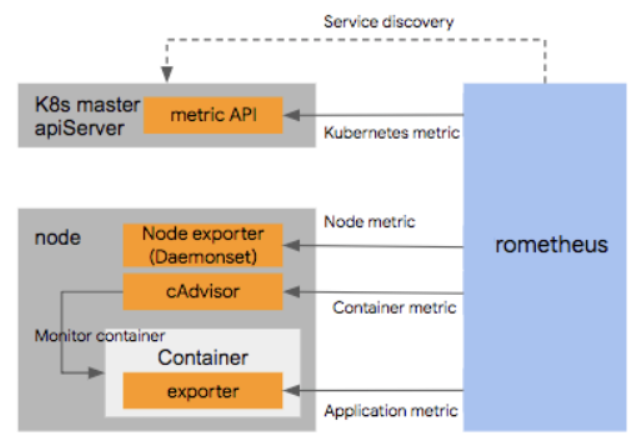 Service discovery
K8s master
apiServer
metric API
Kubernetes metric
node
Node exporter
(Daemonset)
Node metric
rometheus
cAdvisor
Container metric
Monitor container
Container
exporter
Application metric